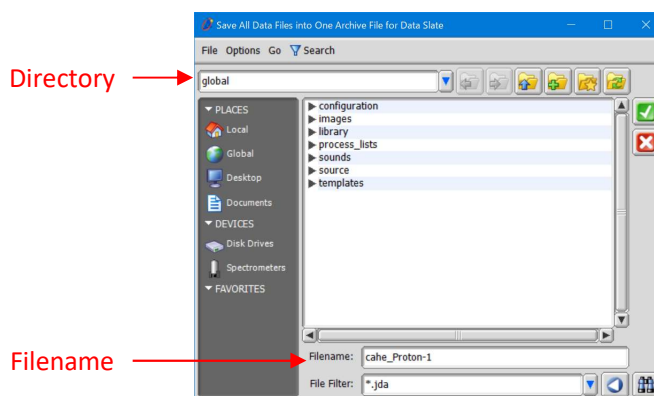 Save All Data Files into One Archive File for Data Slate
File Options Go Search
Directory
global
PLACES
Local
Global
Desktop
Documents
DEVICES
Disk Drives
Spectrometers
FAVORITES
configuration
images
library
process_lists
sounds
source
templates
Filename
Filename: cahe_Proton-1
File Filter: *.jda